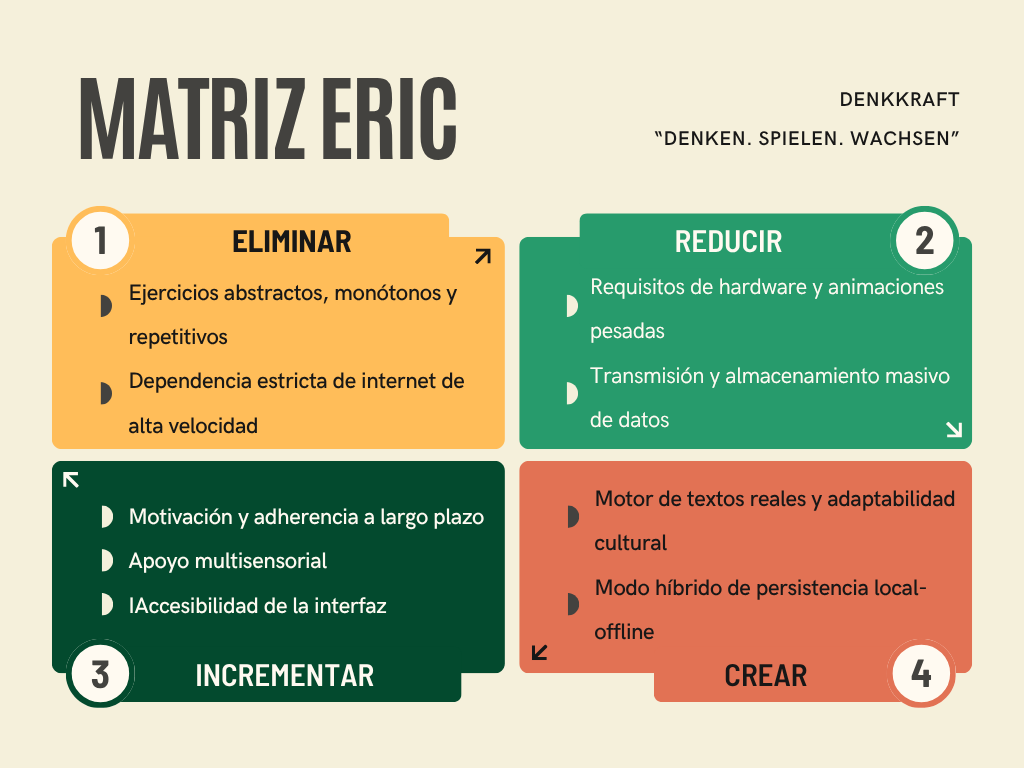 MATRIZ ERIC
DENKKRAFT
“DENKEN. SPIELEN. WACHSEN”
1
ELIMINAR
Ejercicios abstractos, monótonos y
repetitivos
Dependencia estricta de internet de
alta velocidad
REDUCIR
2
Requisitos de hardware y animaciones
pesadas
Transmisión y almacenamiento masivo
de datos
Motivación y adherencia a largo plazo
Apoyo multisensorial
IAccesibilidad de la interfaz
3
INCREMENTAR
Motor de textos reales y adaptabilidad
cultural
Modo híbrido de persistencia local-
offline
CREAR
4